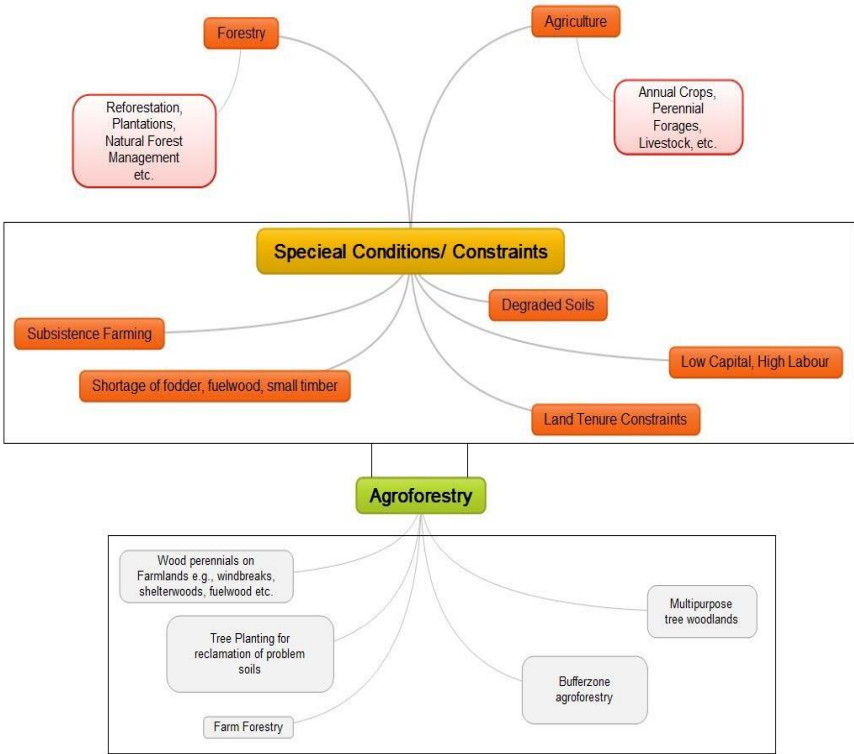 Forestry
Agriculture
Reforestation,
Plantations,
Natural Forest
Management
etc.
Annual Crops,
Perennial
Forages,
Livestock, etc.
Specieal Conditions/ Constraints
Degraded Soils
Subsistence Farming
Low Capital, High Labour
Shortage of fodder, fuelwood, small timber
Land Tenure Constraints
Agroforestry
Wood perennials on
Farmlands e.g., windbreaks,
shelterwoods, fuelwood etc.
Multipurpose
tree woodlands
Tree Planting for
reclamation of problem
soils
Bufferzone
agroforestry
Farm Forestry